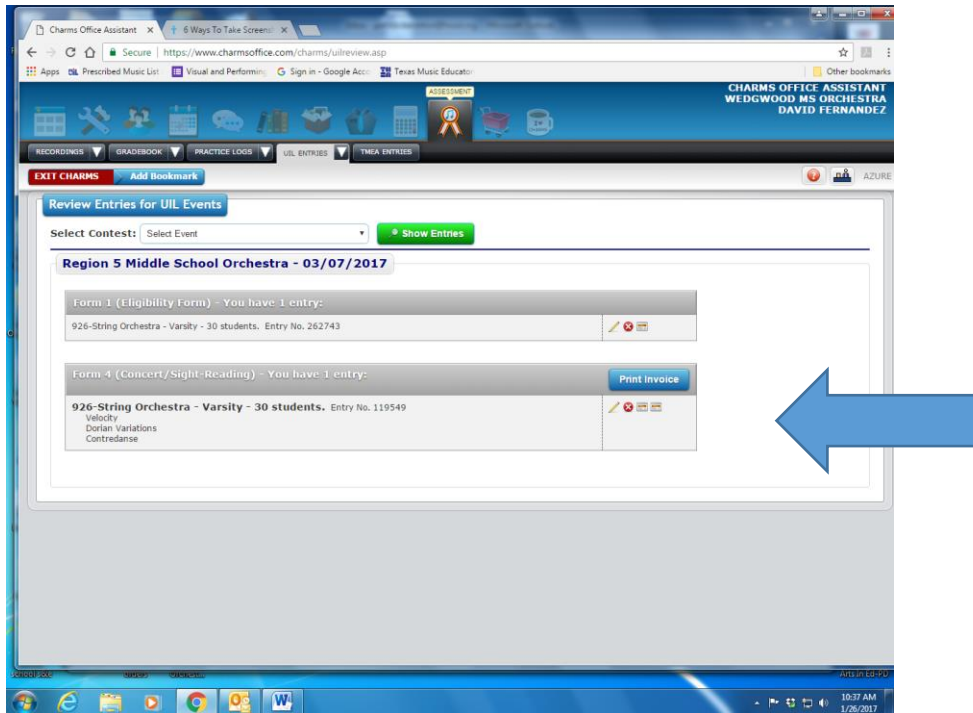 Charms Office Assistant × 6 Ways To Take Screens ×
Secure | https://www.charmsoffice.com/charms/uilreview.asp
Apps Prescribed Music List Visual and Performing Sign in - Google Acco Texas Music Educator Other bookmarks
ASSESSMENT
CHARMS OFFICE ASSISTANT
WEDGWOOD MS ORCHESTRA
DAVID FERNANDEZ
RECORDINGS GRADEBOOK PRACTICE LOGS UIL ENTRIES TMEA ENTRIES
EXIT CHARMS Add Bookmark AZURE
Review Entries for UIL Events
Select Contest: Select Event Show Entries
Region 5 Middle School Orchestra - 03/07/2017
Form 1 (Eligibility Form) - You have 1 entry:
926-String Orchestra - Varsity - 30 students. Entry No. 262743
Form 4 (Concert/Sight-Reading) - You have 1 entry:
Print Invoice
926-String Orchestra - Varsity - 30 students. Entry No. 119549
Velocity
Dorian Variations
Contredanse
10:37 AM
1/26/2017